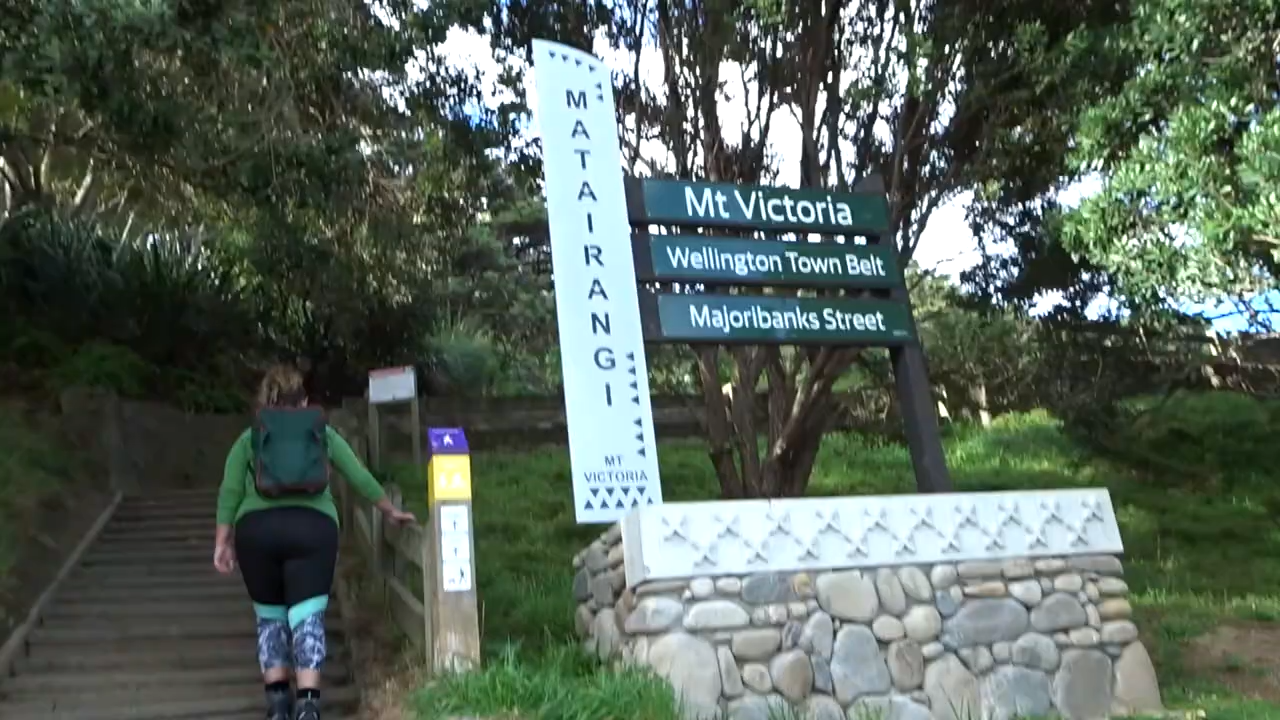 MATAIRANGI
MT
VICTORIA
Mt Victoria
Wellington Town Belt
Majoribanks Street